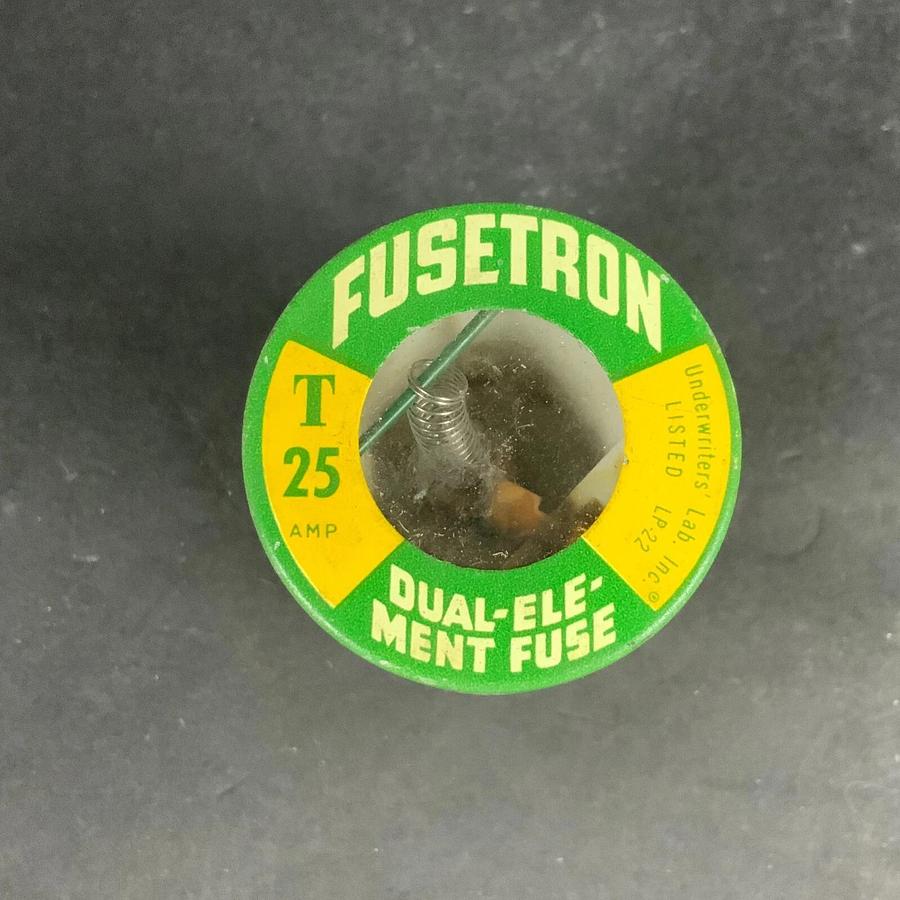 FUSETRON
T
25
AMP
Underwriters' Lab. Inc.®
LISTED LP-22
DUAL-ELE-
MENT FUSE